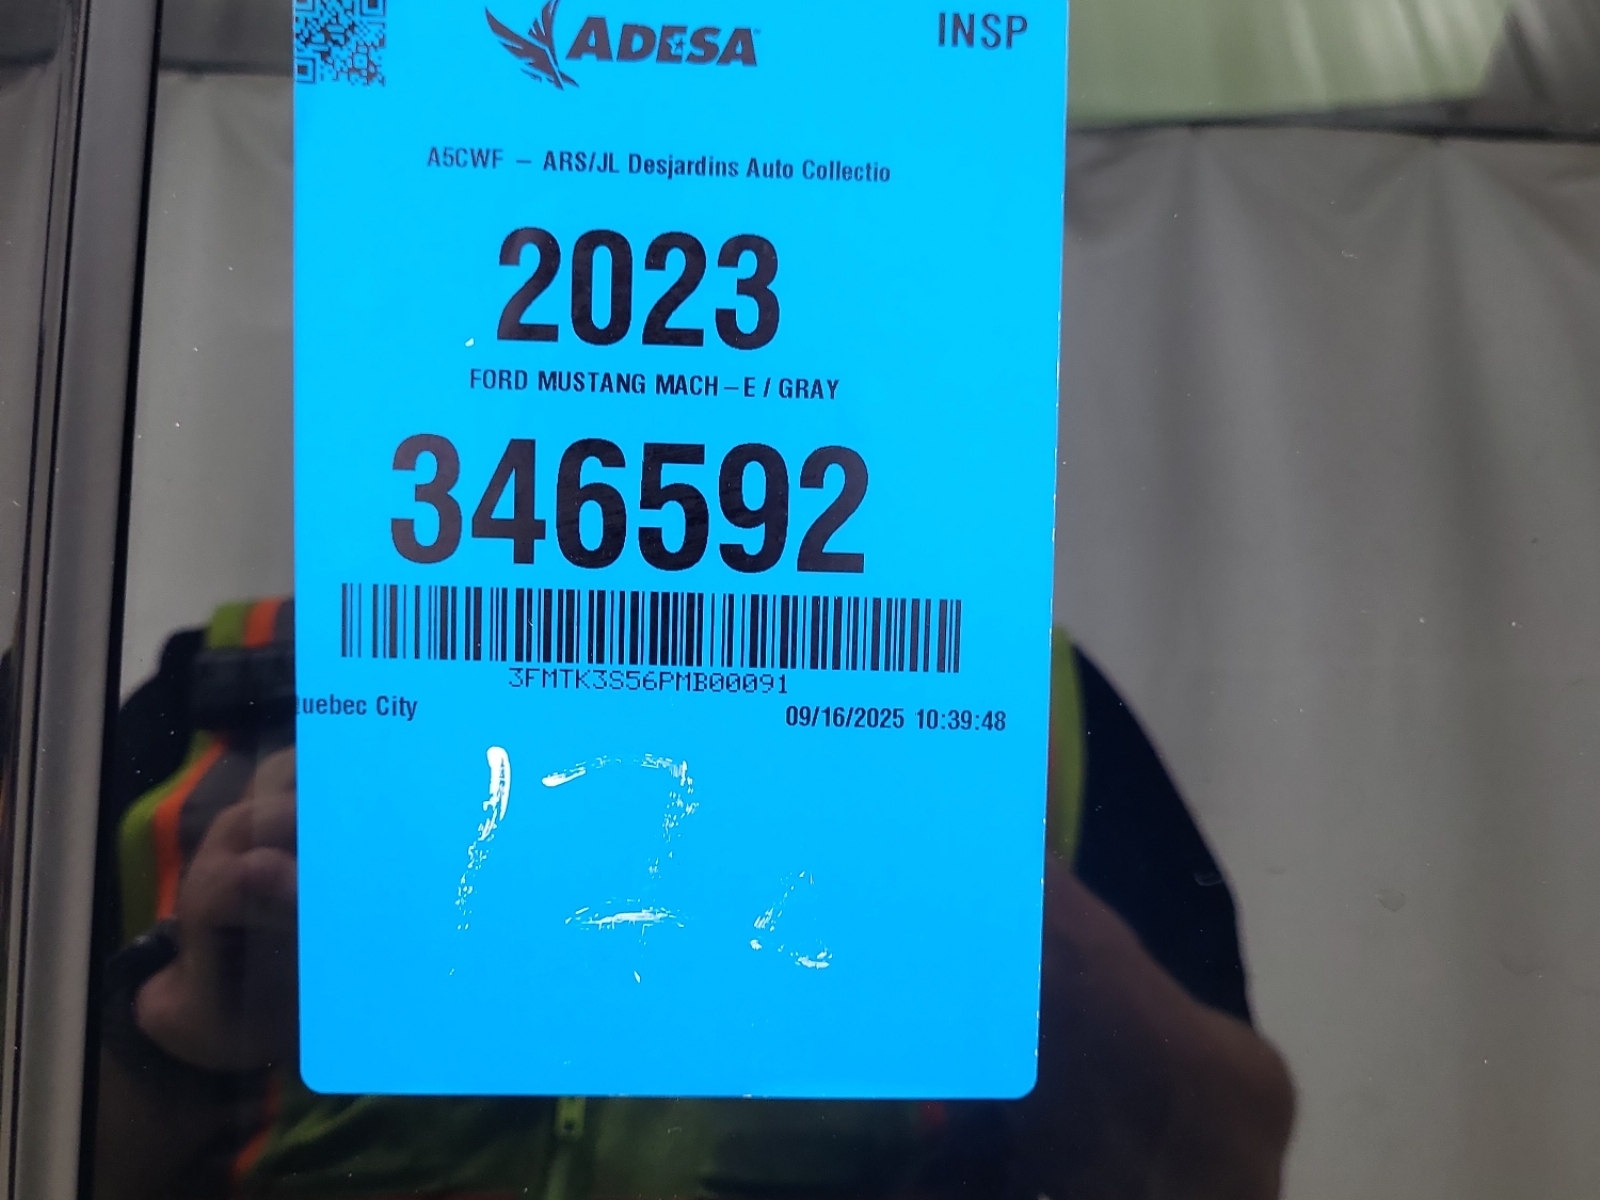 ADESA
INSP
A5CWF – ARS/JL Desjardins Auto Collectio
2023
FORD MUSTANG MACH–E / GRAY
346592
3FMTK3S56PMB00091
uebec City
09/16/2025 10:39:48